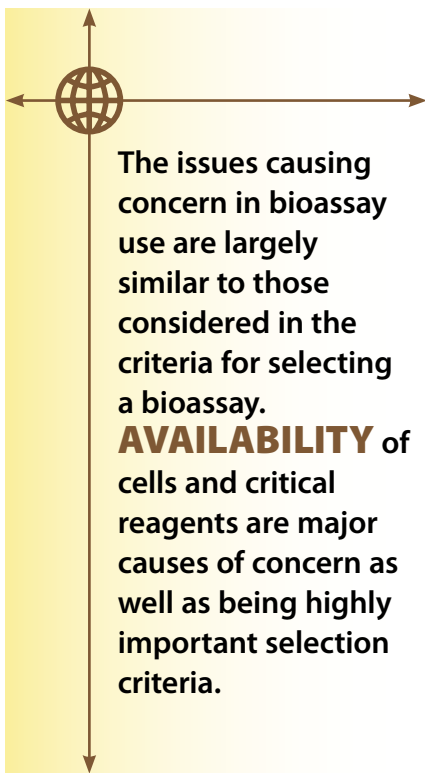 The issues causing
concern in bioassay
use are largely
similar to those
considered in the
criteria for selecting
a bioassay.
AVAILABILITY of
cells and critical
reagents are major
causes of concern as
well as being highly
important selection
criteria.